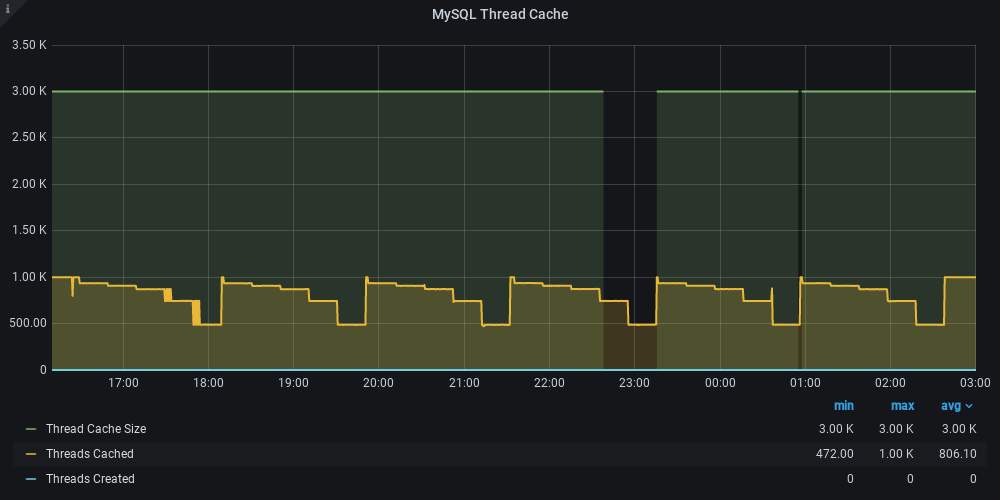 i
MySQL Thread Cache
3.50 K
3.00 K
2.50 K
2.00 K
1.50 K
1.00 K
500.00
0
17:00 18:00 19:00 20:00 21:00 22:00 23:00 00:00 01:00 02:00 03:00
min max avg
Thread Cache Size 3.00 K 3.00 K 3.00 K
Threads Cached 472.00 1.00 K 806.10
Threads Created 0 0 0